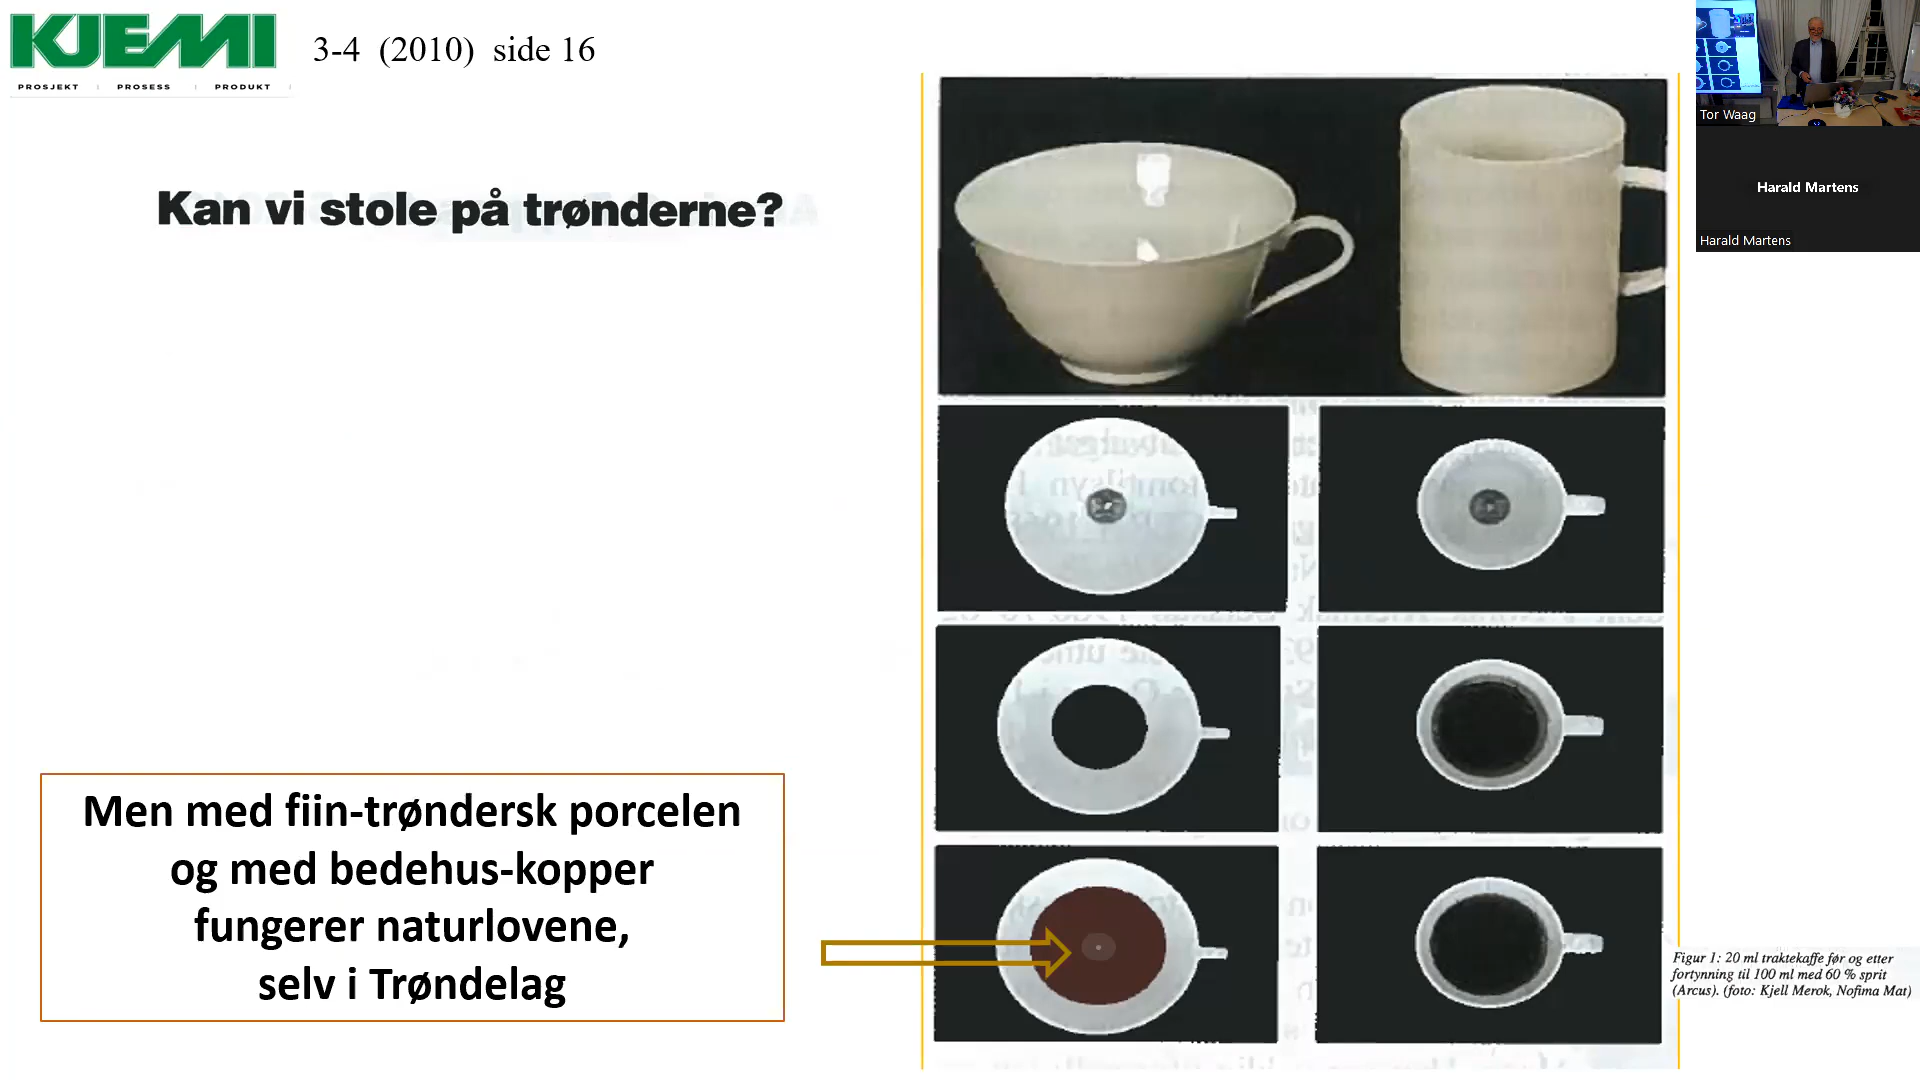 KJEMI
PROSJEKT | PROSESS | PRODUKT
3-4 (2010) side 16
Kan vi stole på trønderne?
Men med fiin-trøndersk porcelen
og med bedehus-kopper
fungerer naturlovene,
selv i Trøndelag
Figur 1: 20 ml traktekaffe før og etter
fortynning til 100 ml med 60 % sprit
(Arcus). (foto: Kjell Merok, Nofima Mat)
Tor Waag
Harald Martens
Harald Martens